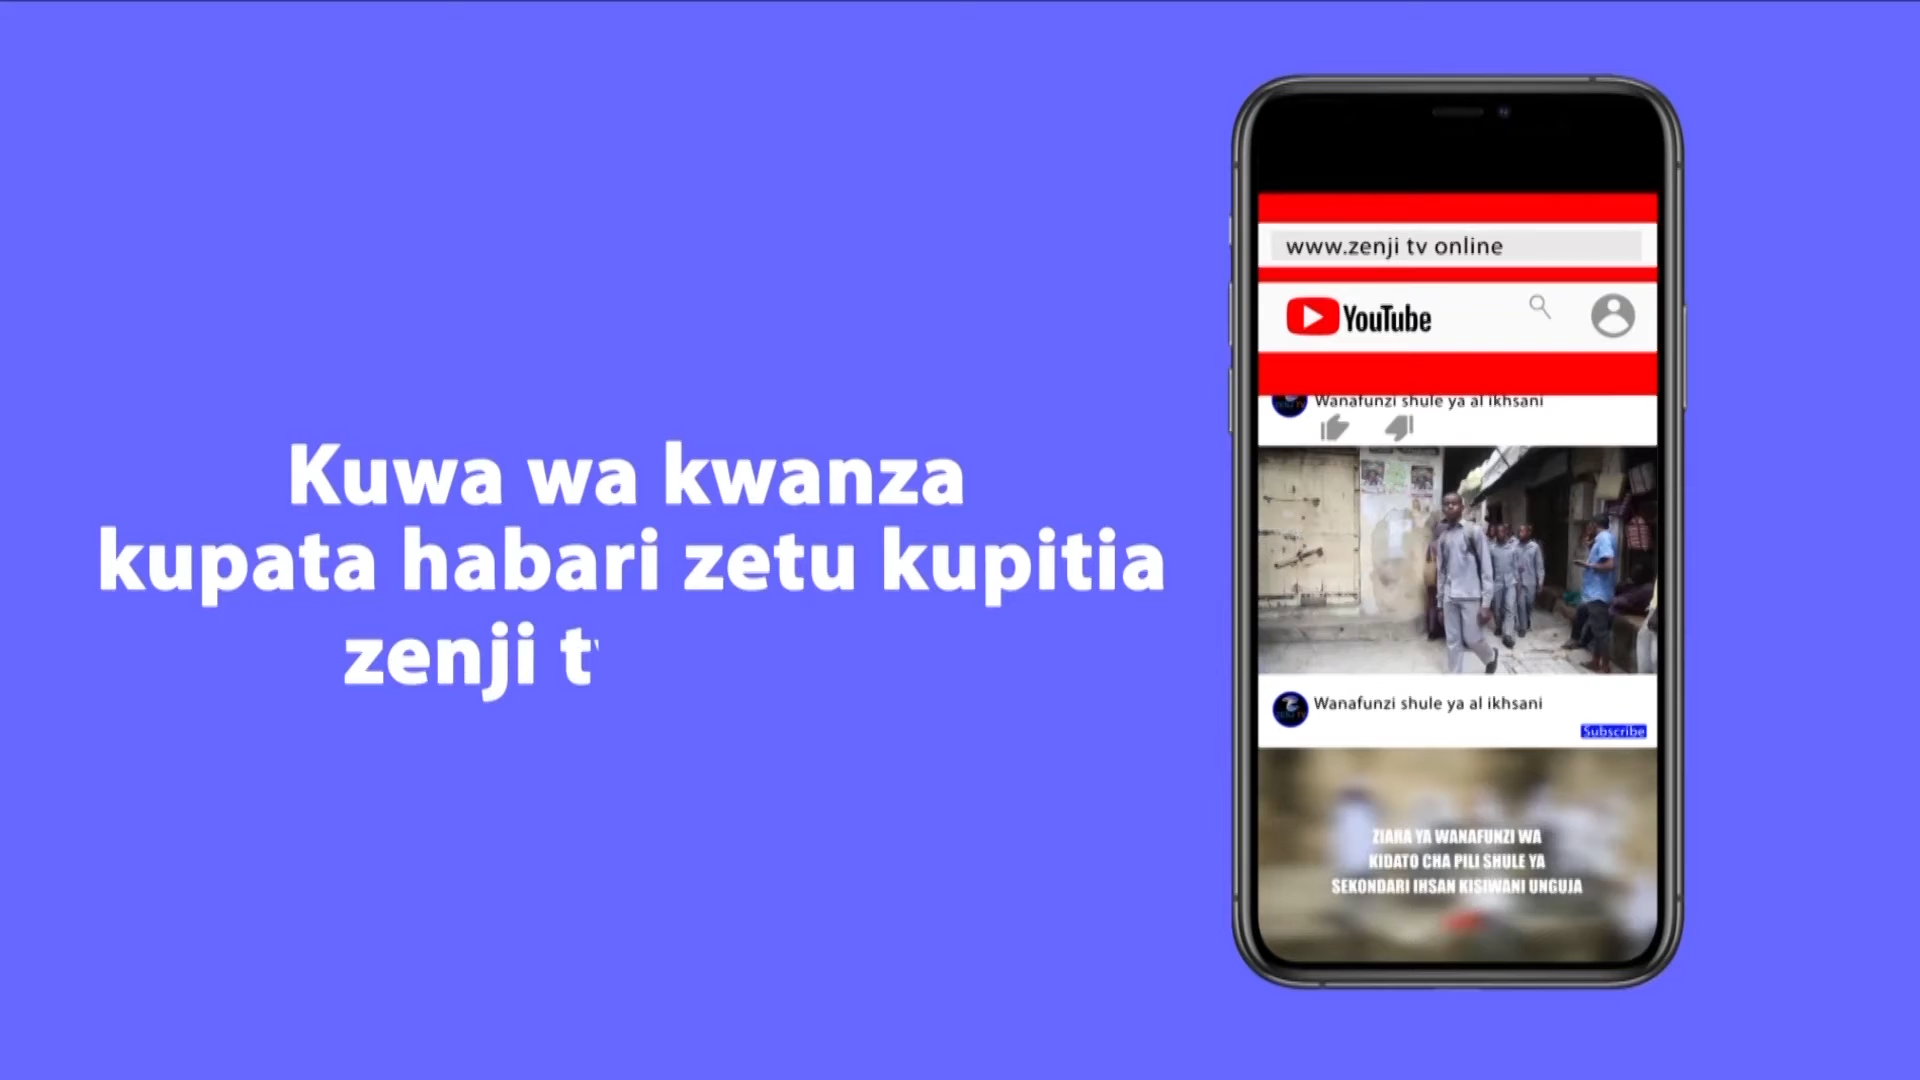 Kuwa wa kwanza
kupata habari zetu kupitia
zenji
www.zenji tv online
YouTube
Wanafunzi shule ya al ikhsani
Wanafunzi shule ya al ikhsani
Subscribe
ZIARA YA WANAFUNZI WA
KIDATO CHA PILI SHULE YA
SEKONDARI IHSAN KISIWANI UNGUJA